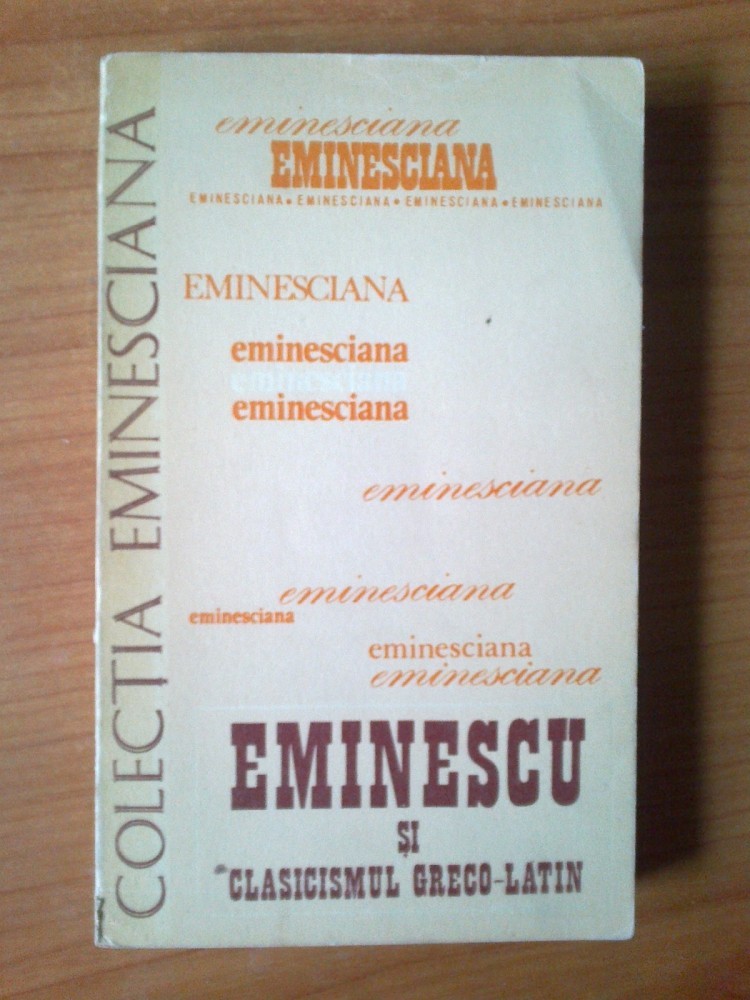 COLECȚIA EMINESCIANA
eminesciana
EMINESCIANA
EMINESCIANA • EMINESCIANA • EMINESCIANA • EMINESCIANA
EMINESCIANA
eminesciana
eminesciana
eminesciana
eminesciana
eminesciana
eminesciana
eminesciana
eminesciana
EMINESCU
ȘI
CLASICISMUL GRECO-LATIN